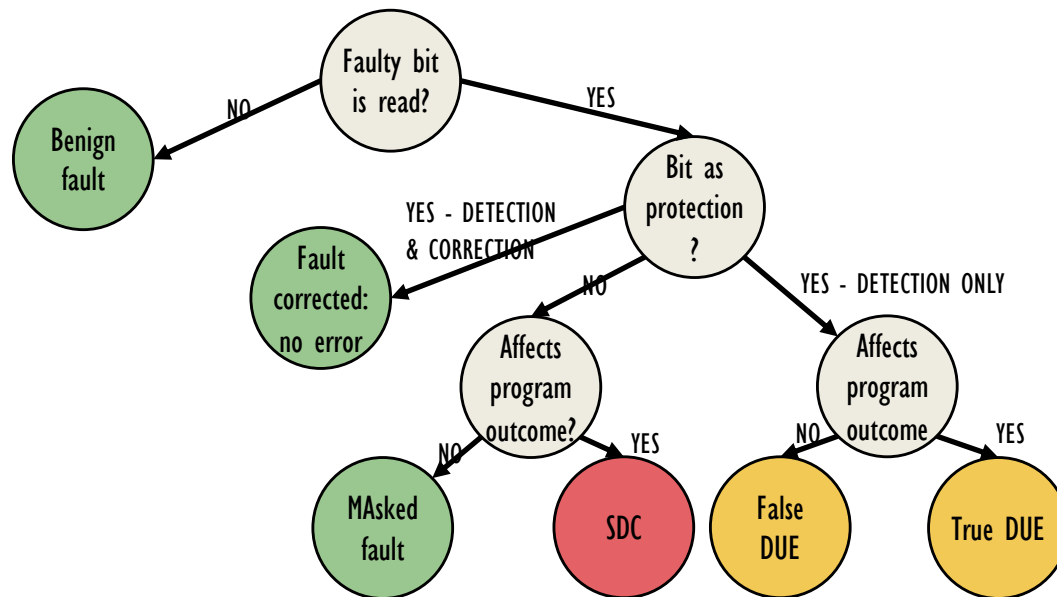 Faulty bit
is read?
NO
YES
Benign
fault
Bit as
protection
?
YES - DETECTION
& CORRECTION
Fault
corrected:
no error
NO
YES - DETECTION ONLY
Affects
program
outcome?
Affects
program
outcome
NO
YES
NO
YES
MAsked
fault
SDC
False
DUE
True DUE